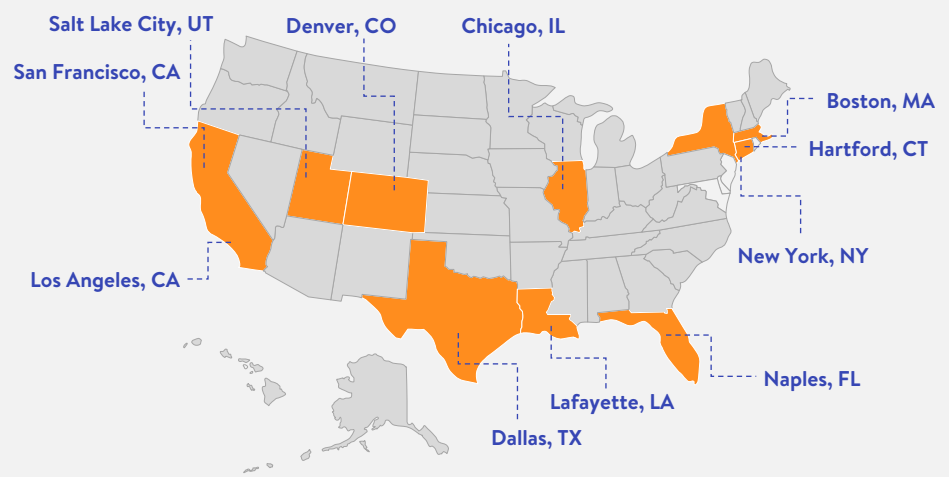 Salt Lake City, UT
Denver, CO
Chicago, IL
San Francisco, CA
Boston, MA
Hartford, CT
New York, NY
Los Angeles, CA
Naples, FL
Lafayette, LA
Dallas, TX